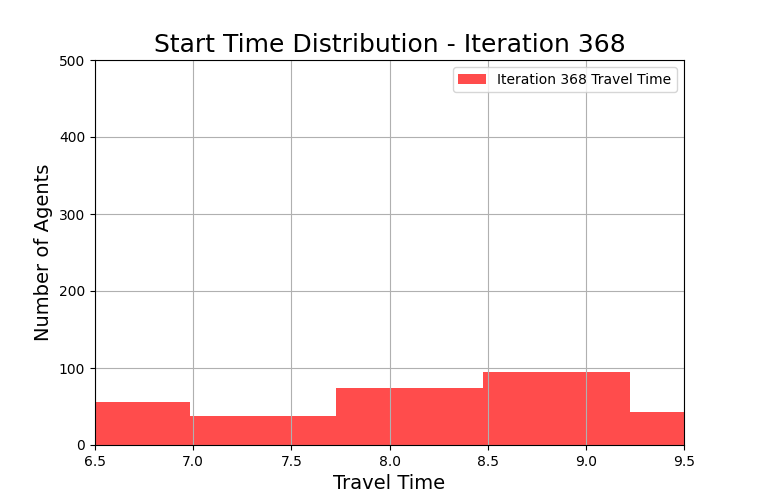 Start Time Distribution - Iteration 368
500
400
300
200
100
0
Number of Agents
Iteration 368 Travel Time
6.5 7.0 7.5 8.0 8.5 9.0 9.5
Travel Time